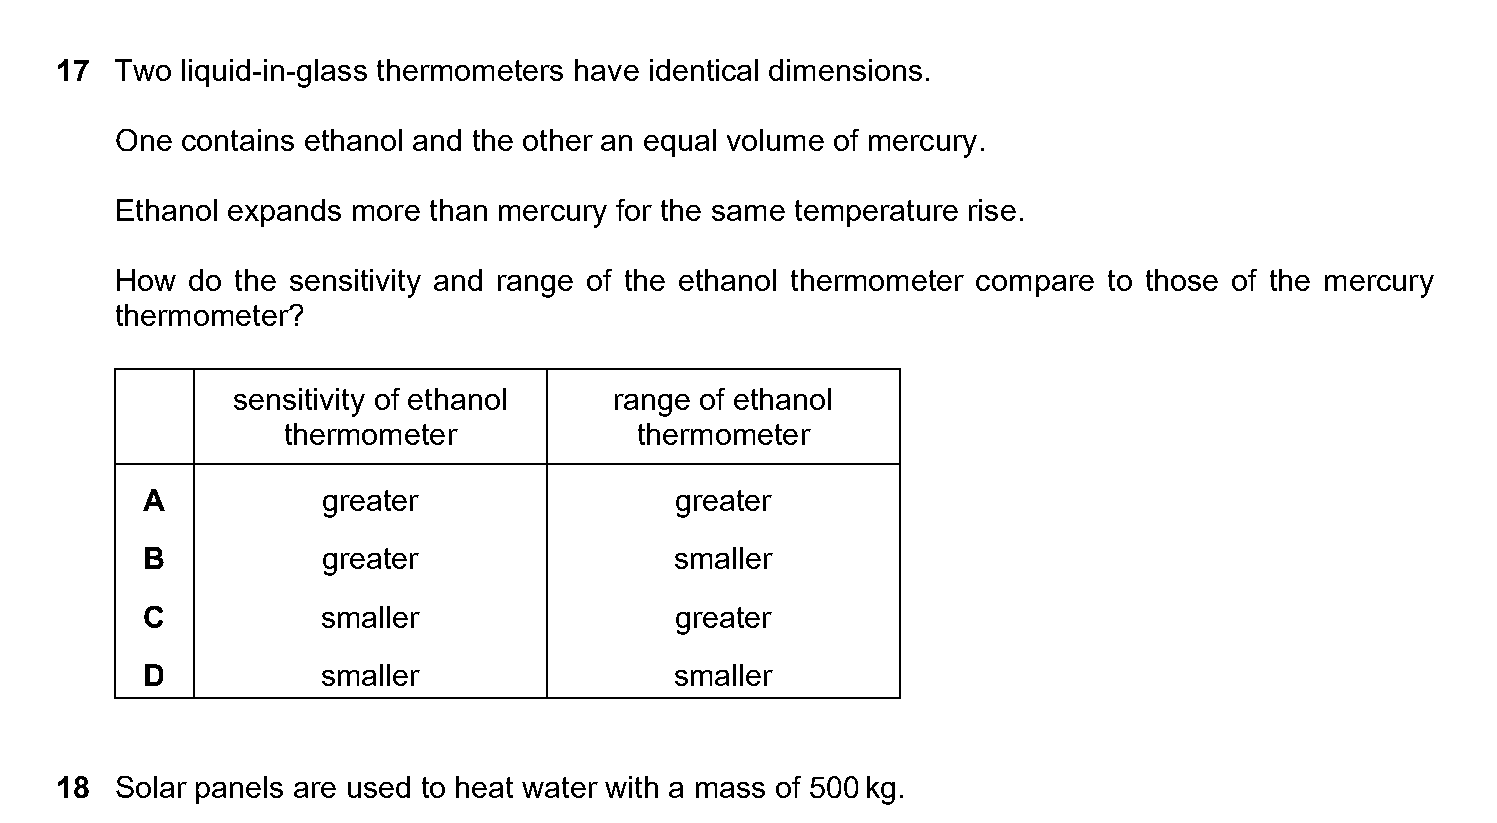 17 Two liquid-in-glass thermometers have identical dimensions.
One contains ethanol and the other an equal volume of mercury.
Ethanol expands more than mercury for the same temperature rise.
How do the sensitivity and range of the ethanol thermometer compare to those of the mercury
thermometer?
sensitivity of ethanol range of ethanol
thermometer thermometer
A greater greater
B greater smaller
C smaller greater
D smaller smaller
18 Solar panels are used to heat water with a mass of 500 kg.